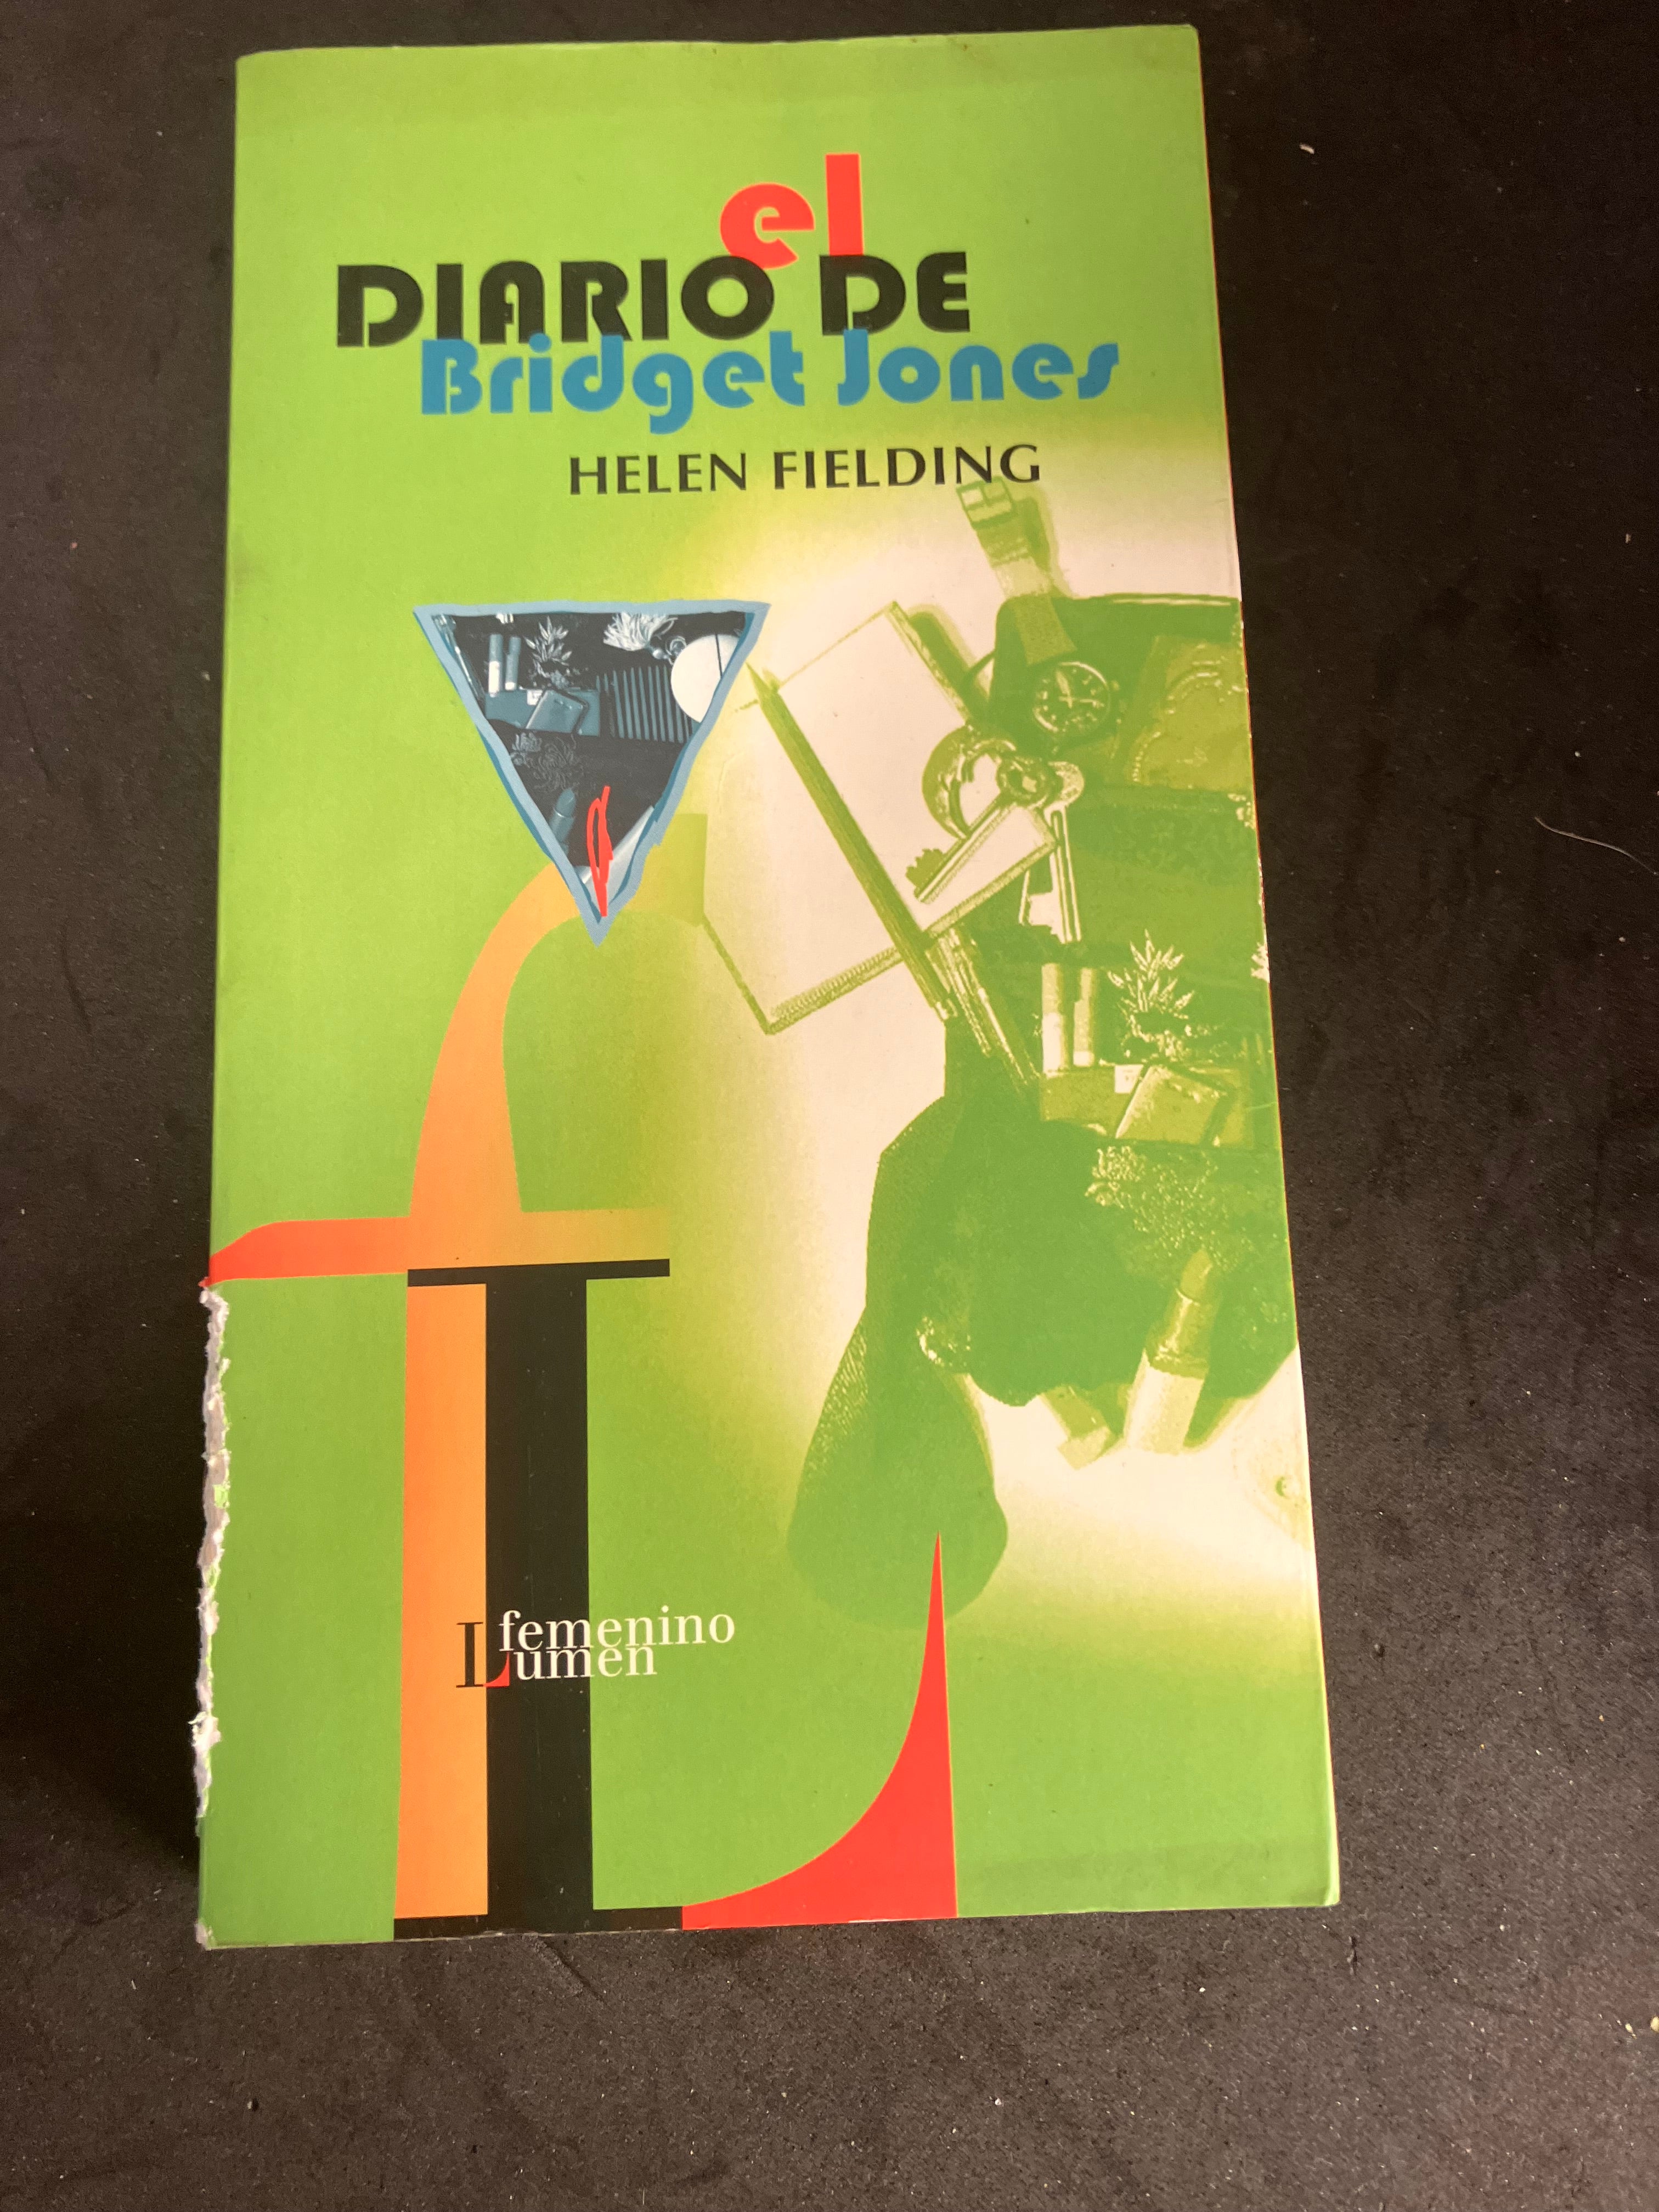 el
DIARIO DE
Bridget Jones
HELEN FIELDING
femenino
Lumen